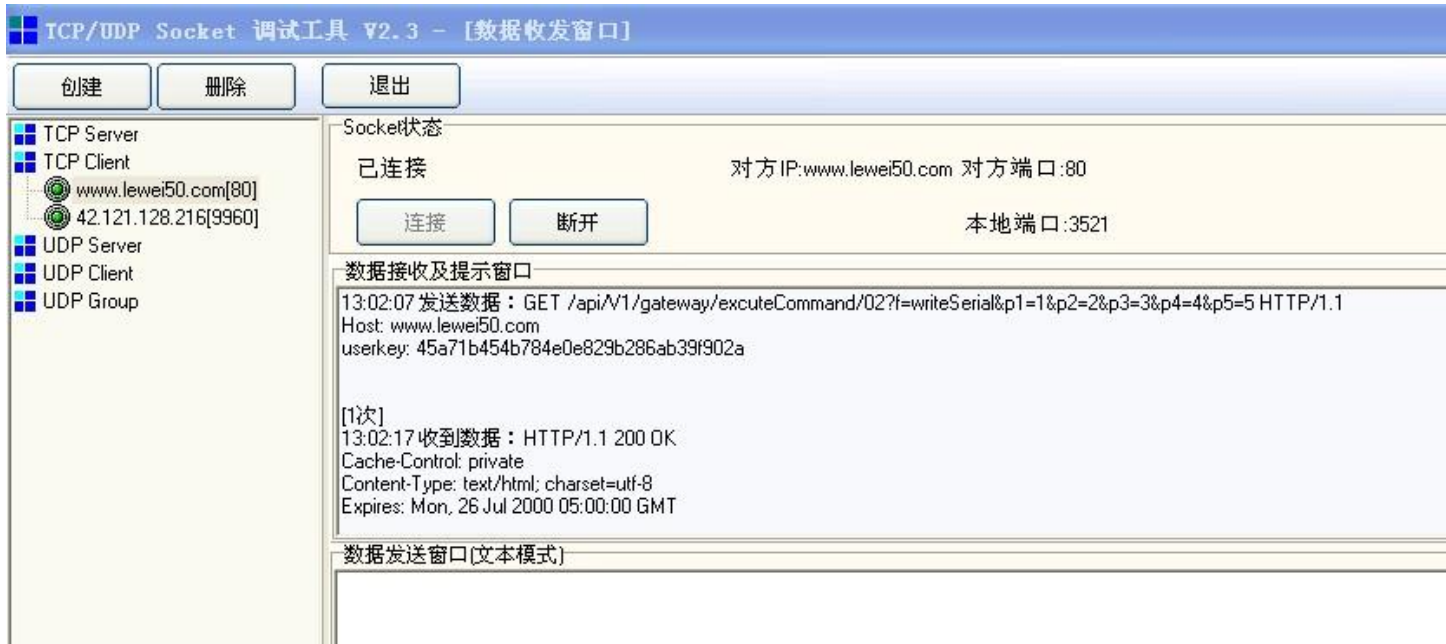 TCP/UDP Socket 调试工具 V2.3 - [数据收发窗口]
创建 删除 退出
TCP Server
TCP Client
www.lewei50.com[80]
42.121.128.216[9960]
UDP Server
UDP Client
UDP Group
Socket状态
已连接 对方IP:www.lewei50.com 对方端口:80
连接 断开 本地端口:3521
数据接收及提示窗口
13:02:07 发送数据：GET /api/V1/gateway/excuteCommand/02?f=writeSerial&p1=1&p2=2&p3=3&p4=4&p5=5 HTTP/1.1
Host: www.lewei50.com
userkey: 45a71b454b784e0e829b286ab39f902a
[1次]
13:02:17 收到数据：HTTP/1.1 200 OK
Cache-Control: private
Content-Type: text/html; charset=utf-8
Expires: Mon, 26 Jul 2000 05:00:00 GMT
数据发送窗口(文本模式)